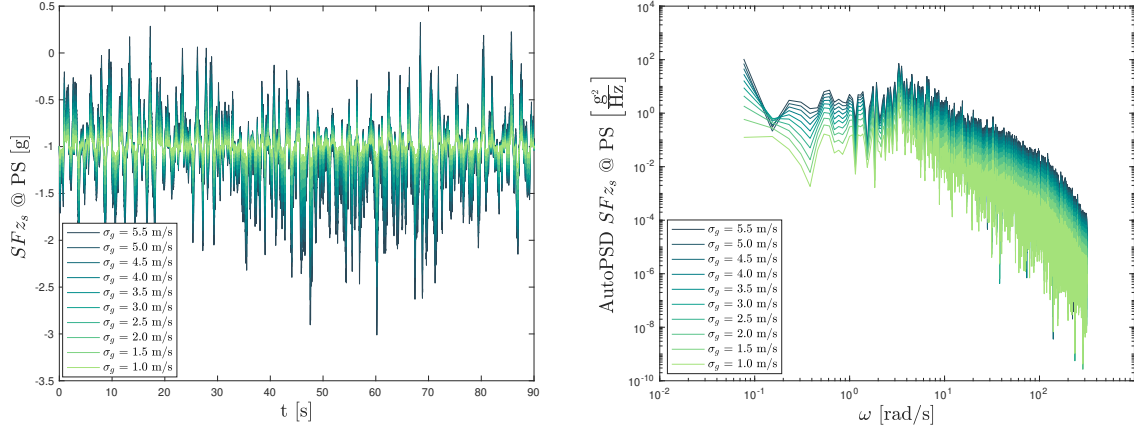 0.5
0
-0.5
-1
-1.5
-2
-2.5
-3
-3.5
SFz_s @ PS [g]
σ_g = 5.5 m/s
σ_g = 5.0 m/s
σ_g = 4.5 m/s
σ_g = 4.0 m/s
σ_g = 3.5 m/s
σ_g = 3.0 m/s
σ_g = 2.5 m/s
σ_g = 2.0 m/s
σ_g = 1.5 m/s
σ_g = 1.0 m/s
0 10 20 30 40 50 60 70 80 90
t [s]
10^4
10^2
10^0
10^-2
10^-4
10^-6
10^-8
10^-10
AutoPSD SFz_s @ PS [g²/Hz]
σ_g = 5.5 m/s
σ_g = 5.0 m/s
σ_g = 4.5 m/s
σ_g = 4.0 m/s
σ_g = 3.5 m/s
σ_g = 3.0 m/s
σ_g = 2.5 m/s
σ_g = 2.0 m/s
σ_g = 1.5 m/s
σ_g = 1.0 m/s
10^-2 10^-1 10^0 10^1 10^2
ω [rad/s]